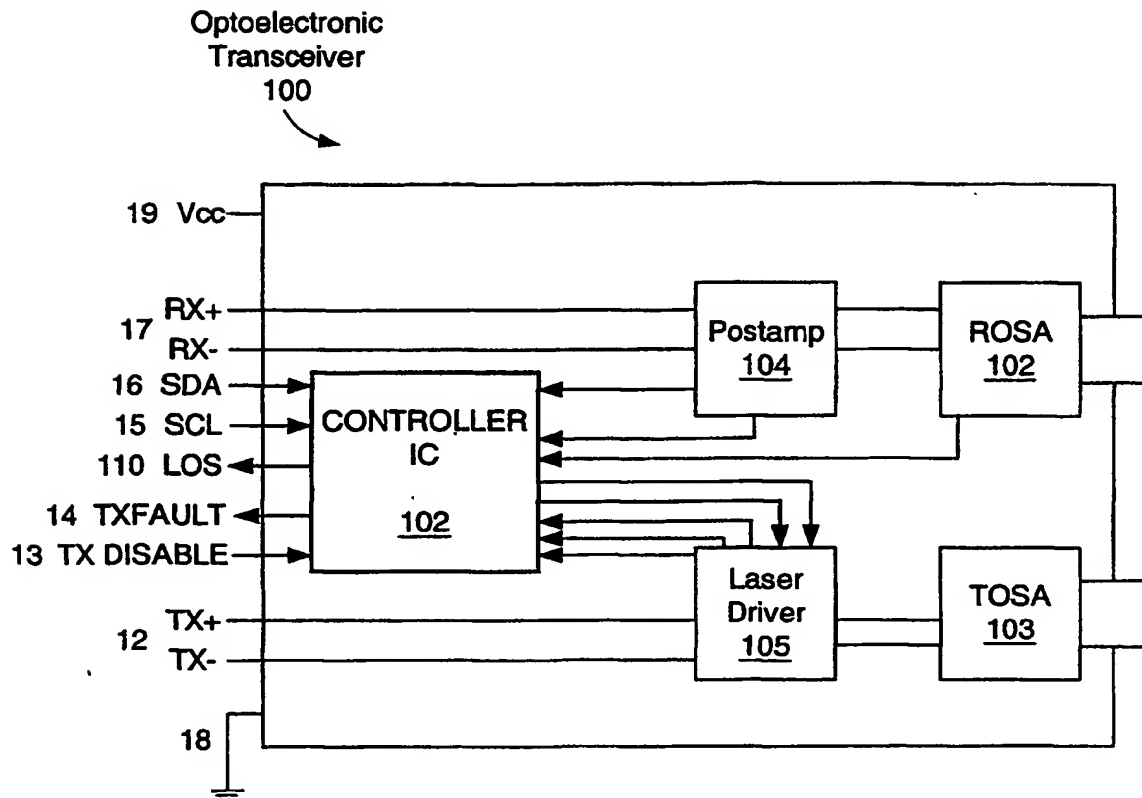 Optoelectronic
Transceiver
100
19 Vcc
RX+
17
RX-
16 SDA
15 SCL
110 LOS
14 TXFAULT
13 TX DISABLE
TX+
12
TX-
18
CONTROLLER
IC
102
Postamp
104
ROSA
102
Laser
Driver
105
TOSA
103